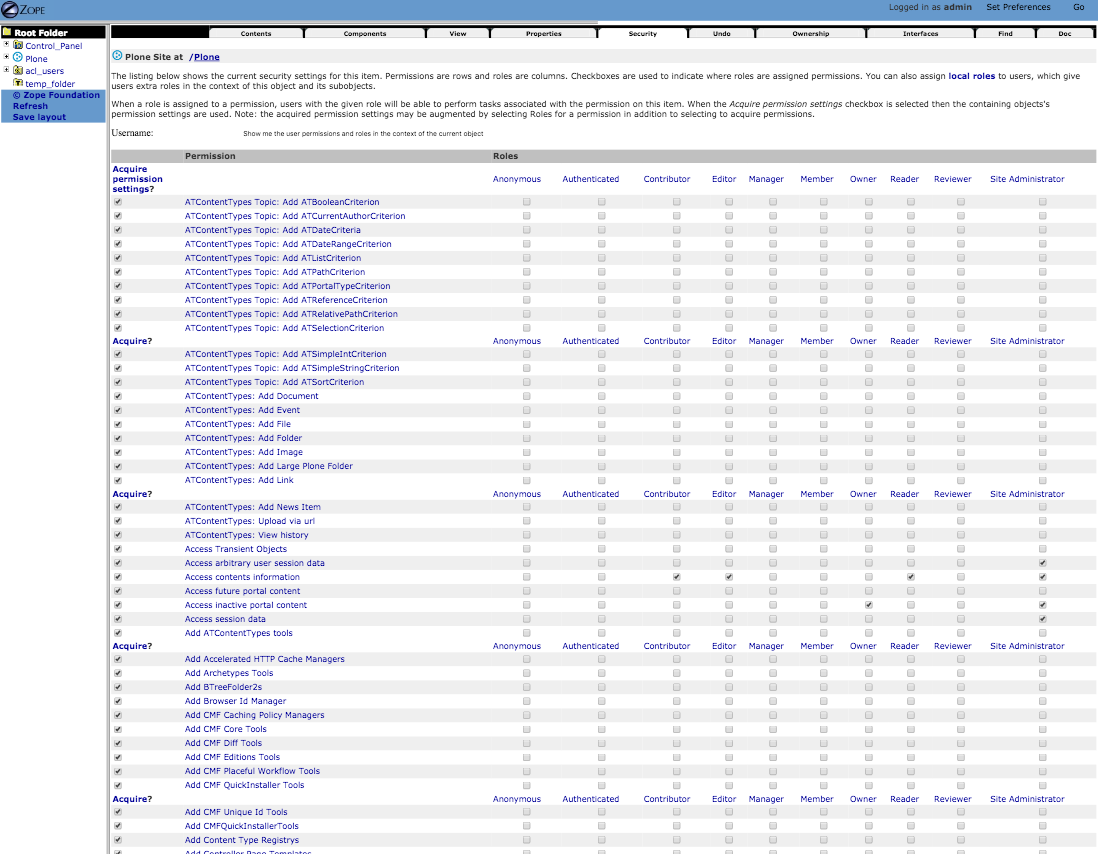 ZOPE
Logged in as admin Set Preferences Go
Root Folder
Control_Panel
Plone
acl_users
temp_folder
© Zope Foundation
Refresh
Save layout
Contents Components View Properties Security Undo Ownership Interfaces Find Doc
Plone Site at /Plone
The listing below shows the current security settings for this item. Permissions are rows and roles are columns. Checkboxes are used to indicate where roles are assigned permissions. You can also assign local roles to users, which give
users extra roles in the context of this object and its subobjects.
When a role is assigned to a permission, users with the given role will be able to perform tasks associated with the permission on this item. When the Acquire permission settings checkbox is selected then the containing objects's
permission settings are used. Note: the acquired permission settings may be augmented by selecting Roles for a permission in addition to selecting to acquire permissions.
Username: Show me the user permissions and roles in the context of the current object
Permission Roles
Acquire
permission
settings?
Anonymous Authenticated Contributor Editor Manager Member Owner Reader Reviewer Site Administrator
ATContentTypes Topic: Add ATBooleanCriterion
ATContentTypes Topic: Add ATCurrentAuthorCriterion
ATContentTypes Topic: Add ATDateCriteria
ATContentTypes Topic: Add ATDateRangeCriterion
ATContentTypes Topic: Add ATListCriterion
ATContentTypes Topic: Add ATPathCriterion
ATContentTypes Topic: Add ATPortalTypeCriterion
ATContentTypes Topic: Add ATReferenceCriterion
ATContentTypes Topic: Add ATRelativePathCriterion
ATContentTypes Topic: Add ATSelectionCriterion
Acquire? Anonymous Authenticated Contributor Editor Manager Member Owner Reader Reviewer Site Administrator
ATContentTypes Topic: Add ATSimpleIntCriterion
ATContentTypes Topic: Add ATSimpleStringCriterion
ATContentTypes Topic: Add ATSortCriterion
ATContentTypes: Add Document
ATContentTypes: Add Event
ATContentTypes: Add File
ATContentTypes: Add Folder
ATContentTypes: Add Image
ATContentTypes: Add Large Plone Folder
ATContentTypes: Add Link
Acquire? Anonymous Authenticated Contributor Editor Manager Member Owner Reader Reviewer Site Administrator
ATContentTypes: Add News Item
ATContentTypes: Upload via url
ATContentTypes: View history
Access Transient Objects
Access arbitrary user session data
Access contents information
Access future portal content
Access inactive portal content
Access session data
Add ATContentTypes tools
Acquire? Anonymous Authenticated Contributor Editor Manager Member Owner Reader Reviewer Site Administrator
Add Accelerated HTTP Cache Managers
Add Archetypes Tools
Add BTreeFolder2s
Add Browser Id Manager
Add CMF Caching Policy Managers
Add CMF Core Tools
Add CMF Diff Tools
Add CMF Editions Tools
Add CMF Placeful Workflow Tools
Add CMF QuickInstaller Tools
Acquire? Anonymous Authenticated Contributor Editor Manager Member Owner Reader Reviewer Site Administrator
Add CMF Unique Id Tools
Add CMFQuickInstallerTools
Add Content Type Registrys
Add Controller Page Templates